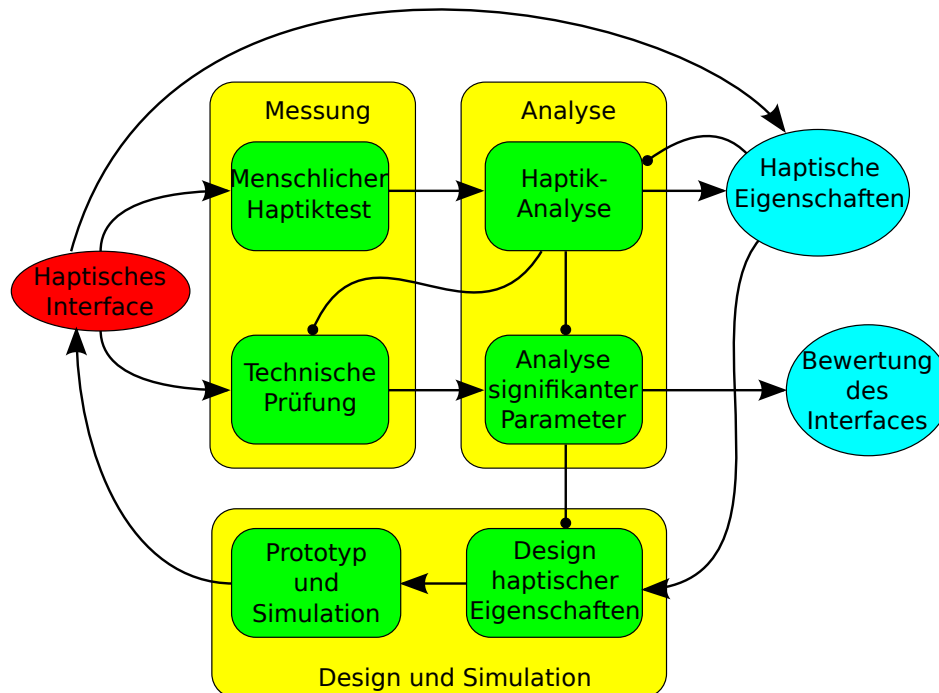 Messung
Analyse
Menschlicher
Haptiktest
Haptik-
Analyse
Haptische
Eigenschaften
Haptisches
Interface
Technische
Prüfung
Analyse
signifikanter
Parameter
Bewertung
des
Interfaces
Prototyp
und
Simulation
Design
haptischer
Eigenschaften
Design und Simulation